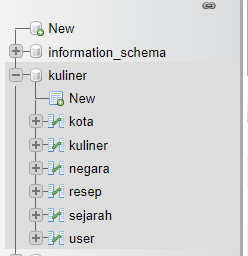 New
information_schema
kuliner
New
kota
kuliner
negara
resep
sejarah
user